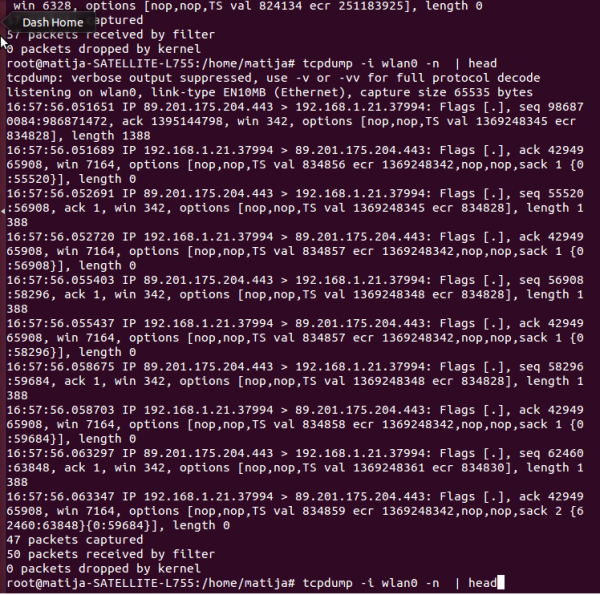 win 6328, options [nop,nop,TS val 824134 ecr 251183925], length 0
Dash Home
captured
57 packets received by filter
0 packets dropped by kernel
root@matija-SATELLITE-L755:/home/matija# tcpdump -i wlan0 -n  | head
tcpdump: verbose output suppressed, use -v or -vv for full protocol decode
listening on wlan0, link-type EN10MB (Ethernet), capture size 65535 bytes
16:57:56.051651 IP 89.201.175.204.443 > 192.168.1.21.37994: Flags [.], seq 98687
0084:986871472, ack 1395144798, win 342, options [nop,nop,TS val 1369248345 ecr
834828], length 1388
16:57:56.051689 IP 192.168.1.21.37994 > 89.201.175.204.443: Flags [.], ack 42949
65908, win 7164, options [nop,nop,TS val 834856 ecr 1369248342,nop,nop,sack 1 {0
:55520}], length 0
16:57:56.052691 IP 89.201.175.204.443 > 192.168.1.21.37994: Flags [.], seq 55520
:56908, ack 1, win 342, options [nop,nop,TS val 1369248345 ecr 834828], length 1
388
16:57:56.052720 IP 192.168.1.21.37994 > 89.201.175.204.443: Flags [.], ack 42949
65908, win 7164, options [nop,nop,TS val 834857 ecr 1369248342,nop,nop,sack 1 {0
:56908}], length 0
16:57:56.055403 IP 89.201.175.204.443 > 192.168.1.21.37994: Flags [.], seq 56908
:58296, ack 1, win 342, options [nop,nop,TS val 1369248348 ecr 834828], length 1
388
16:57:56.055437 IP 192.168.1.21.37994 > 89.201.175.204.443: Flags [.], ack 42949
65908, win 7164, options [nop,nop,TS val 834857 ecr 1369248342,nop,nop,sack 1 {0
:58296}], length 0
16:57:56.058675 IP 89.201.175.204.443 > 192.168.1.21.37994: Flags [.], seq 58296
:59684, ack 1, win 342, options [nop,nop,TS val 1369248348 ecr 834828], length 1
388
16:57:56.058703 IP 192.168.1.21.37994 > 89.201.175.204.443: Flags [.], ack 42949
65908, win 7164, options [nop,nop,TS val 834858 ecr 1369248342,nop,nop,sack 1 {0
:59684}], length 0
16:57:56.063297 IP 89.201.175.204.443 > 192.168.1.21.37994: Flags [.], seq 62460
:63848, ack 1, win 342, options [nop,nop,TS val 1369248361 ecr 834830], length 1
388
16:57:56.063347 IP 192.168.1.21.37994 > 89.201.175.204.443: Flags [.], ack 42949
65908, win 7164, options [nop,nop,TS val 834859 ecr 1369248342,nop,nop,sack 2 {6
2460:63848}{0:59684}], length 0
47 packets captured
50 packets received by filter
0 packets dropped by kernel
root@matija-SATELLITE-L755:/home/matija# tcpdump -i wlan0 -n  | head